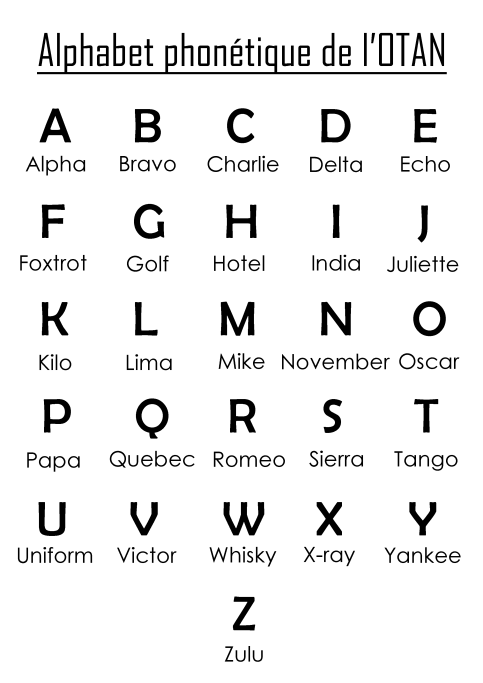 Alphabet phonétique de l'OTAN
A B C D E
Alpha Bravo Charlie Delta Echo
F G H I J
Foxtrot Golf Hotel India Juliette
K L M N O
Kilo Lima Mike November Oscar
P Q R S T
Papa Quebec Romeo Sierra Tango
U V W X Y
Uniform Victor Whisky X-ray Yankee
Z
Zulu